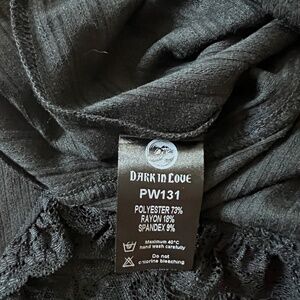 DARK IN LOVE
PW131
POLYESTER 73%
RAYON 18%
SPANDEX 9%
Maximum 40°C
hand wash carefully
Do not
chlorine bleaching